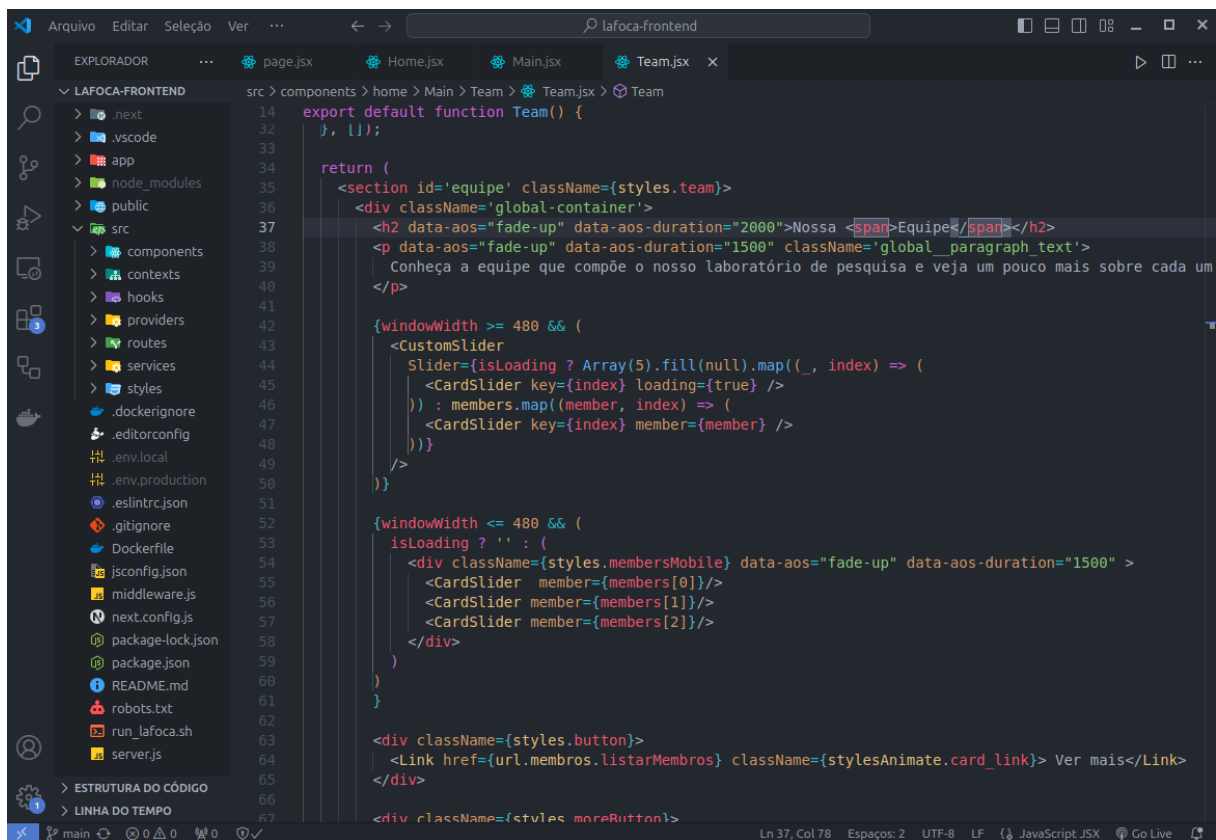 Arquivo Editar Seleção Ver ··· lafoca-frontend
EXPLORADOR ···
LAFOCA-FRONTEND
.next
.vscode
app
node_modules
public
src
components
contexts
hooks
providers
routes
services
styles
.dockerignore
.editorconfig
.env.local
.env.production
.eslintrc.json
.gitignore
Dockerfile
jsconfig.json
middleware.js
next.config.js
package-lock.json
package.json
README.md
robots.txt
run_lafoca.sh
server.js
ESTRUTURA DO CÓDIGO
LINHA DO TEMPO
3
1
page.jsx Home.jsx Main.jsx Team.jsx
src > components > home > Main > Team > Team.jsx > Team
14 export default function Team() {
32 }, []);
33
34 return (
35 <section id='equipe' className={styles.team}>
36 <div className='global-container'>
37 <h2 data-aos="fade-up" data-aos-duration="2000">Nossa <span>Equipe</span></h2>
38 <p data-aos="fade-up" data-aos-duration="1500" className='global__paragraph_text'>
39 Conheça a equipe que compõe o nosso laboratório de pesquisa e veja um pouco mais sobre cada um
40 </p>
41
42 {windowWidth >= 480 && (
43 <CustomSlider
44 Slider={isLoading ? Array(5).fill(null).map((_, index) => (
45 <CardSlider key={index} loading={true} />
46 )) : members.map((member, index) => (
47 <CardSlider key={index} member={member} />
48 ))}
49 />
50 )}
51
52 {windowWidth <= 480 && (
53 isLoading ? '' : (
54 <div className={styles.membersMobile} data-aos="fade-up" data-aos-duration="1500" >
55 <CardSlider  member={members[0]}/>
56 <CardSlider member={members[1]}/>
57 <CardSlider member={members[2]}/>
58 </div>
59 )
60 )
61 }
62
63 <div className={styles.button}>
64 <Link href={url.membros.listarMembros} className={stylesAnimate.card_link}> Ver mais</Link>
65 </div>
66
67 <div className={styles.moreButton}>
main 0 0 0 Ln 37, Col 78 Espaços: 2 UTF-8 LF JavaScript JSX Go Live